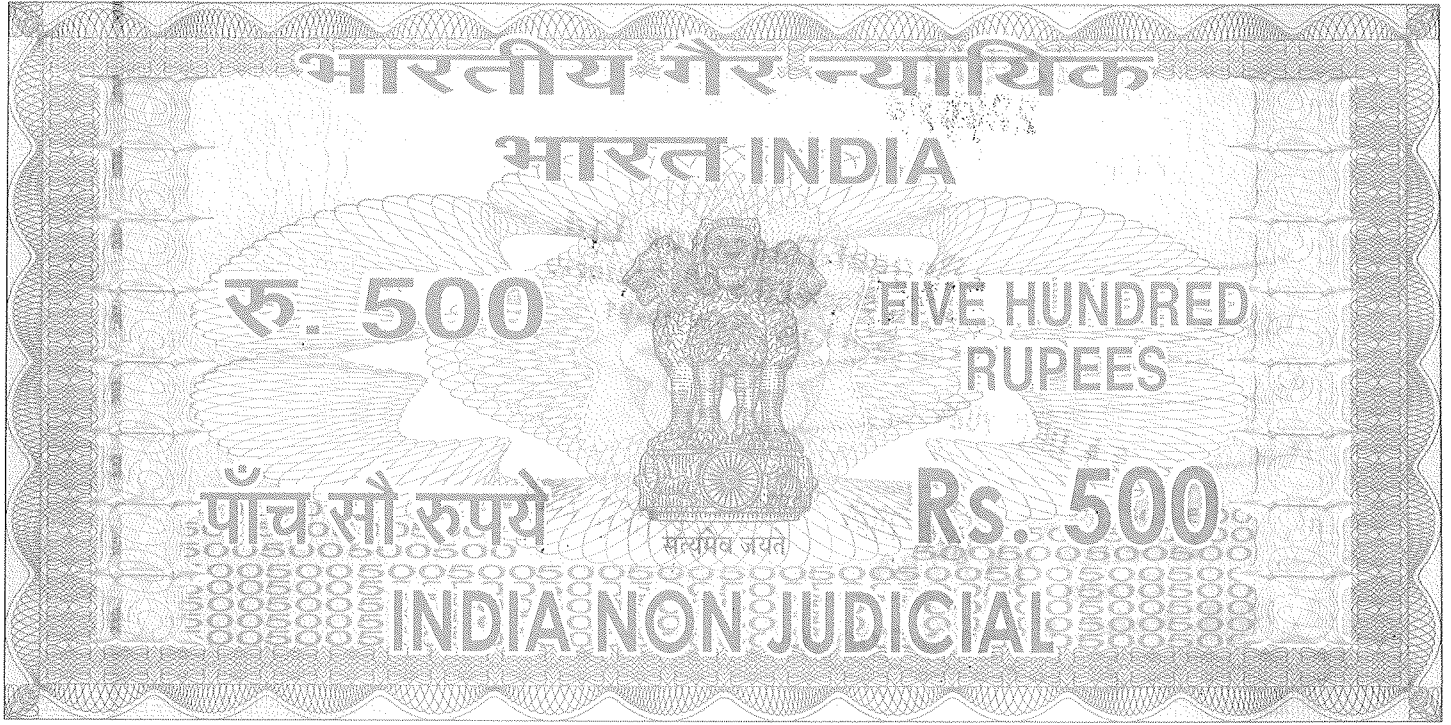 भारतीय गैर न्यायिक
भारत INDIA
रु. 500
FIVE HUNDRED
RUPEES
पाँच सौ रुपये
Rs. 500
सत्यमेव जयते
INDIA NON JUDICIAL